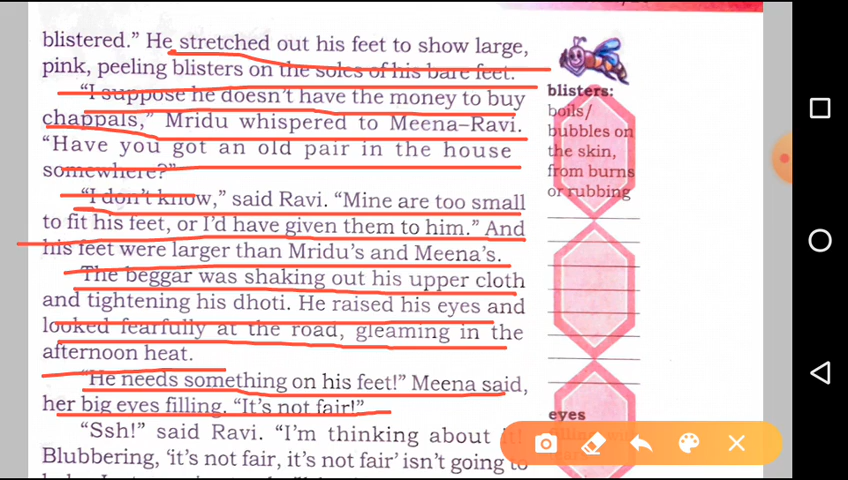 blistered.” He stretched out his feet to show large,
pink, peeling blisters on the soles of his bare feet.
“I suppose he doesn’t have the money to buy
chappals,” Mridu whispered to Meena–Ravi.
“Have you got an old pair in the house
somewhere?”
“I don’t know,” said Ravi. “Mine are too small
to fit his feet, or I’d have given them to him.” And
his feet were larger than Mridu’s and Meena’s.
The beggar was shaking out his upper cloth
and tightening his dhoti. He raised his eyes and
looked fearfully at the road, gleaming in the
afternoon heat.
“He needs something on his feet!” Meena said,
her big eyes filling. “It’s not fair!”
“Ssh!” said Ravi. “I’m thinking about it!
Blubbering, ‘it’s not fair, it’s not fair’ isn’t going to
blisters:
boils/
bubbles on
the skin,
from burns
or rubbing
eyes